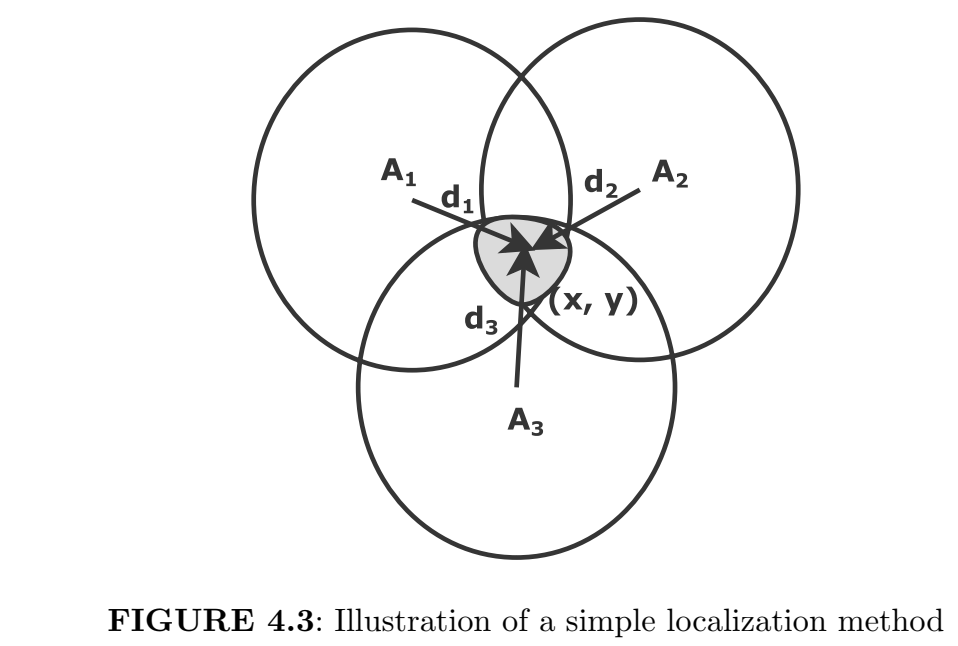 A₁
d₁
d₂
A₂
(x, y)
d₃
A₃
FIGURE 4.3: Illustration of a simple localization method